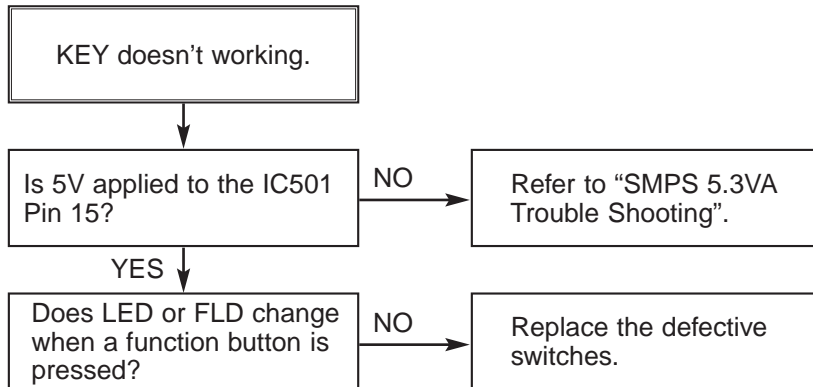 KEY doesn't working.
Is 5V applied to the IC501
Pin 15?
NO
Refer to “SMPS 5.3VA
Trouble Shooting”.
YES
Does LED or FLD change
when a function button is
pressed?
NO
Replace the defective
switches.